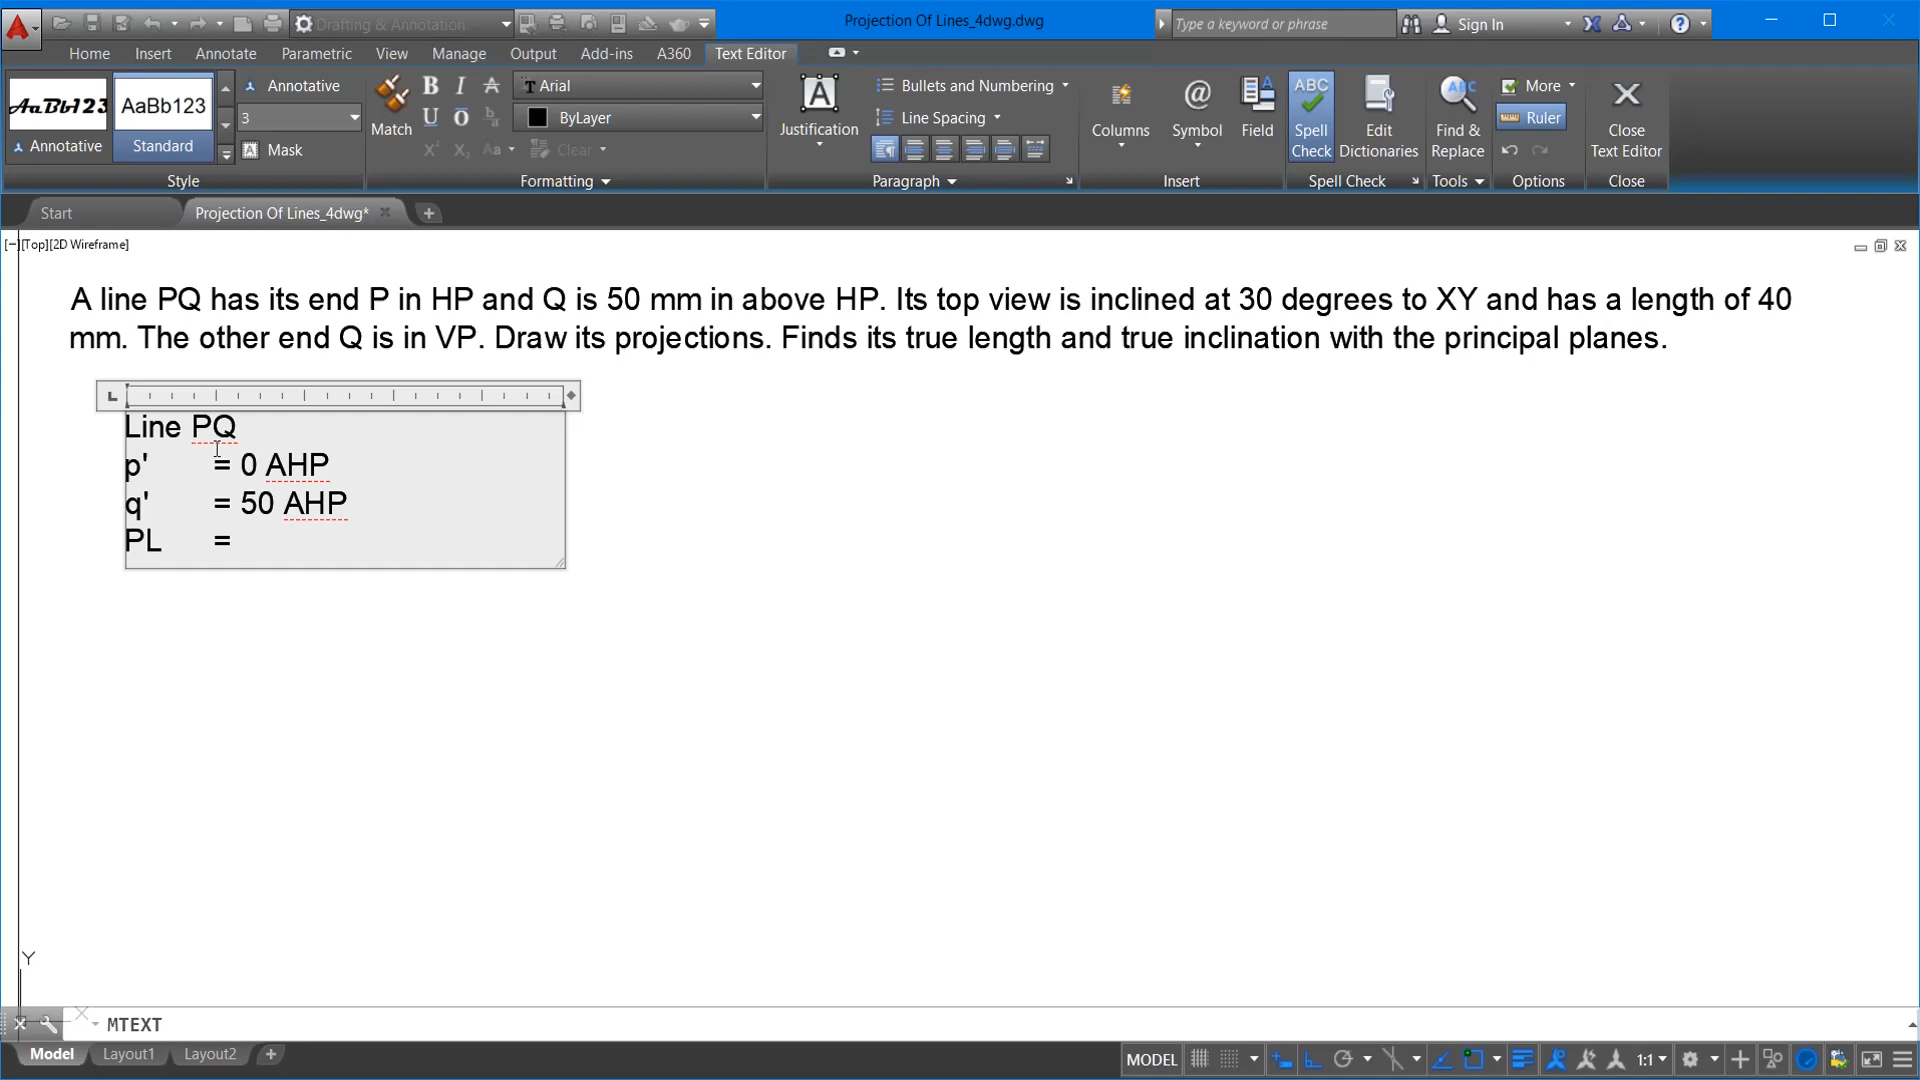 Drafting & Annotation
Projection Of Lines_4dwg.dwg
Type a keyword or phrase
Sign In
Home Insert Annotate Parametric View Manage Output Add-ins A360 Text Editor
AaBb123 AaBb123
Annotative
Standard
Annotative
3
Mask
Style
Match
B I A
U O
Arial
ByLayer
X² X₂ Aa Clear
Formatting
A
Justification
Bullets and Numbering
Line Spacing
Paragraph
Columns
@
Symbol
Field
Insert
ABC
Spell
Check
Edit
Dictionaries
Spell Check
Find &
Replace
Tools
More
Ruler
Options
Close
Text Editor
Close
Start
Projection Of Lines_4dwg*
[−][Top][2D Wireframe]
A line PQ has its end P in HP and Q is 50 mm in above HP. Its top view is inclined at 30 degrees to XY and has a length of 40
mm. The other end Q is in VP. Draw its projections. Finds its true length and true inclination with the principal planes.
Line PQ
p' = 0 AHP
q' = 50 AHP
PL =
Y
MTEXT
Model Layout1 Layout2
MODEL
1:1